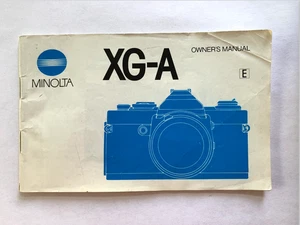 XG-A
OWNER'S MANUAL
E
MINOLTA